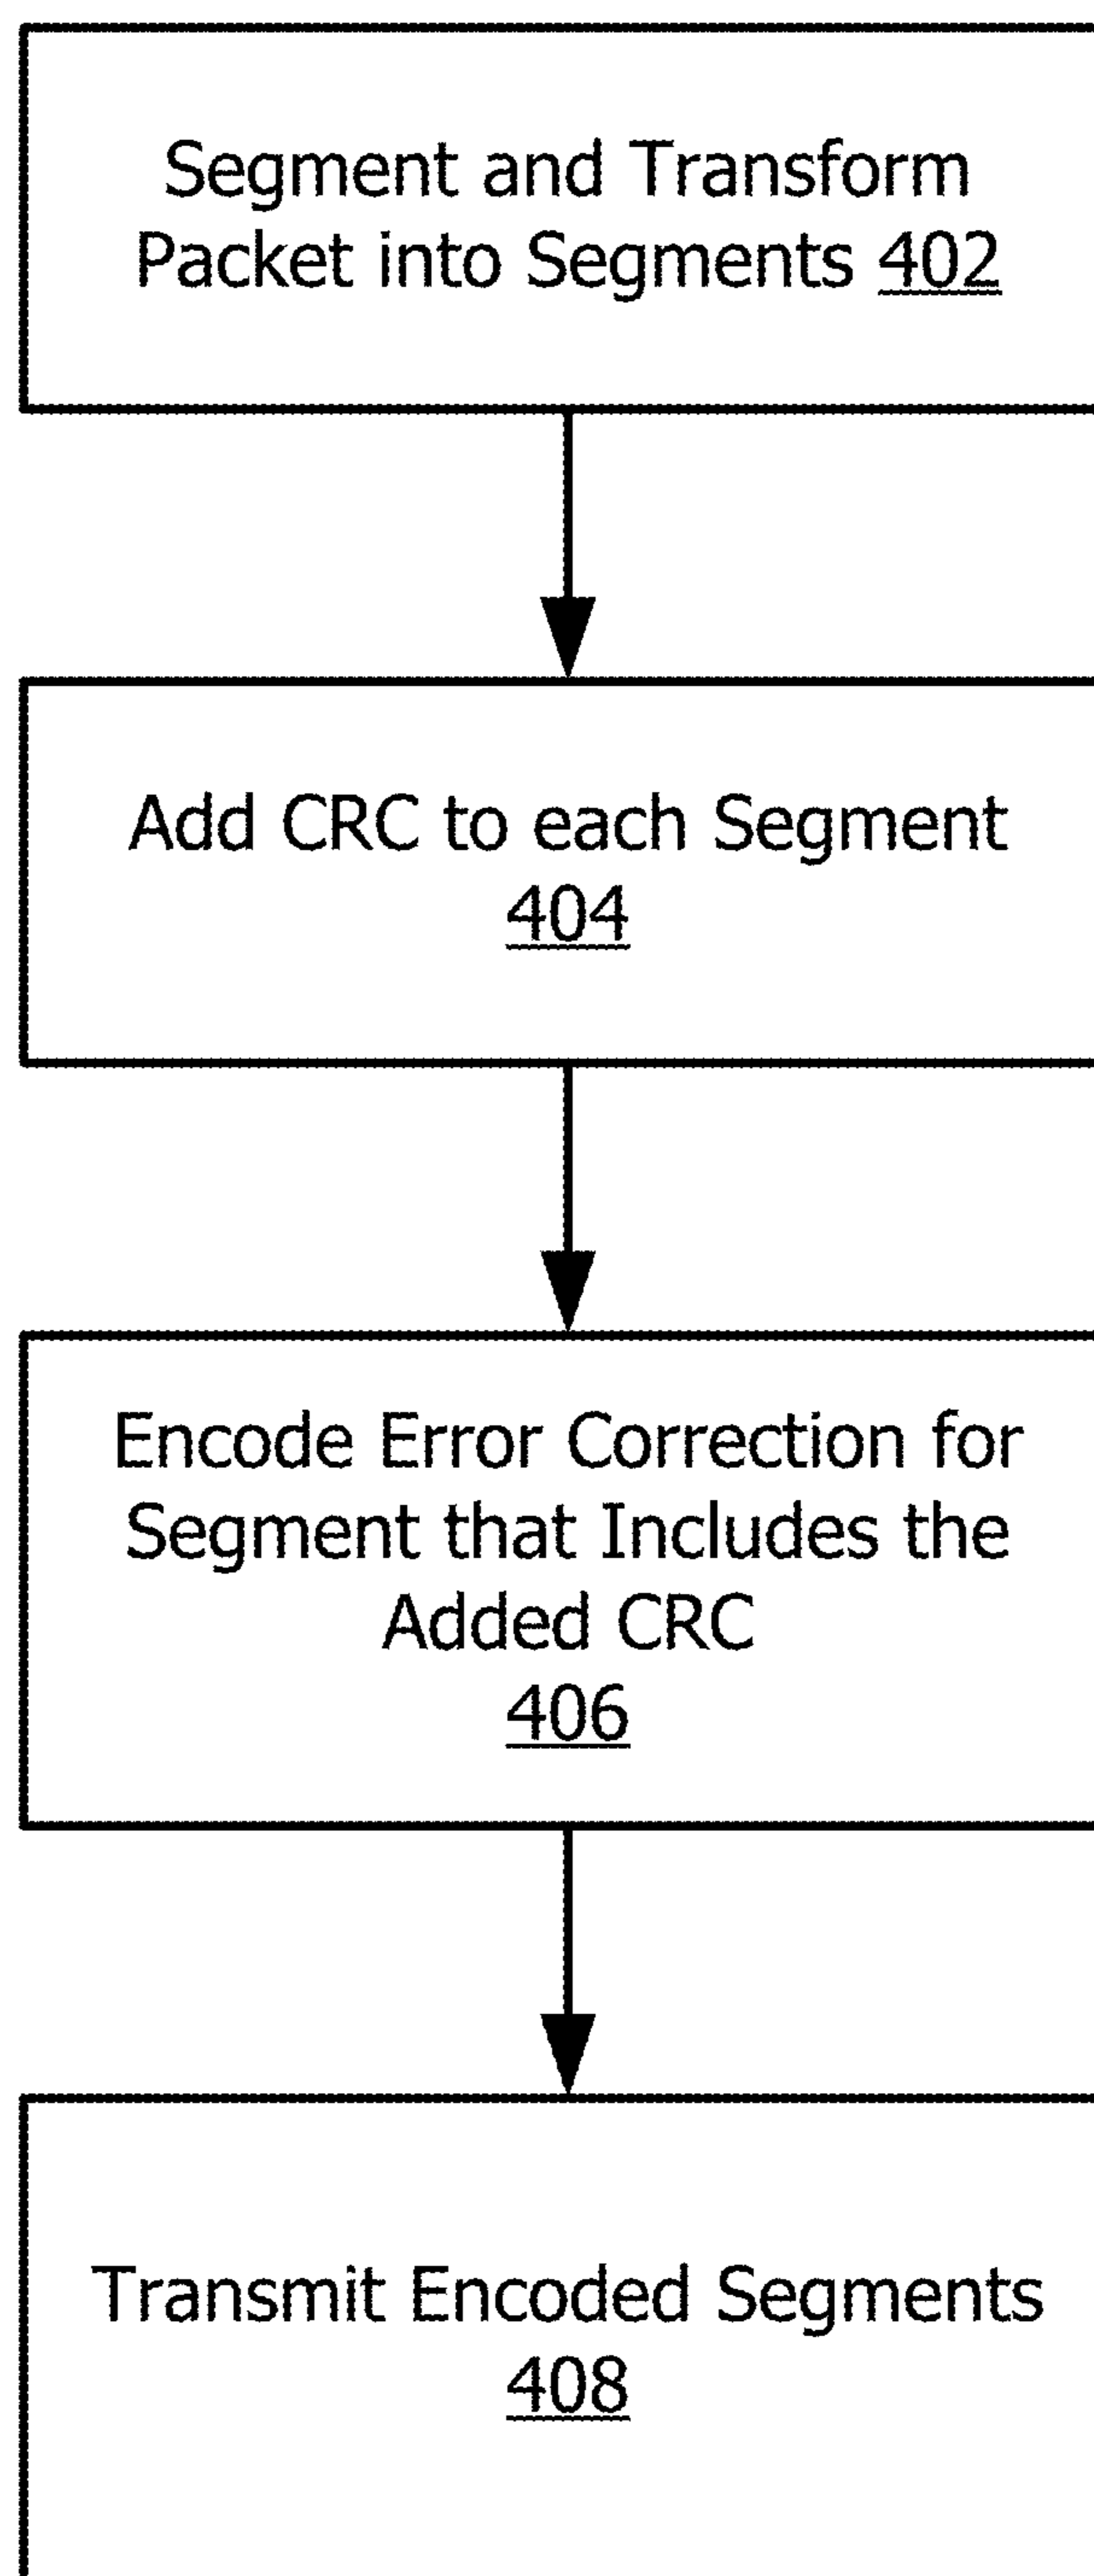 Segment and Transform
Packet into Segments 402
Add CRC to each Segment
404
Encode Error Correction for
Segment that Includes the
Added CRC
406
Transmit Encoded Segments
408